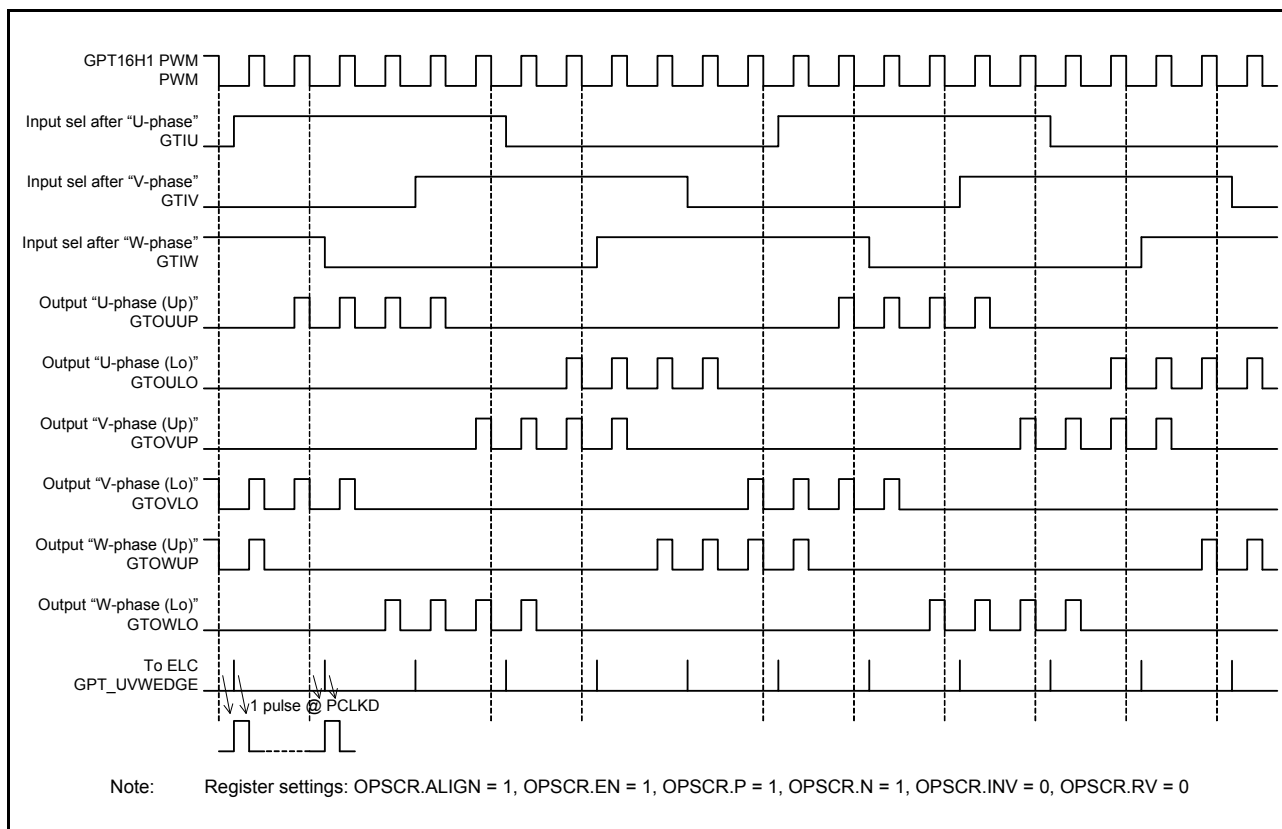 GPT16H1 PWM
PWM
Input sel after “U-phase”
GTIU
Input sel after “V-phase”
GTIV
Input sel after “W-phase”
GTIW
Output “U-phase (Up)”
GTOUUP
Output “U-phase (Lo)”
GTOULO
Output “V-phase (Up)”
GTOVUP
Output “V-phase (Lo)”
GTOVLO
Output “W-phase (Up)”
GTOWUP
Output “W-phase (Lo)”
GTOWLO
To ELC
GPT_UVWEDGE
1 pulse @ PCLKD
Note: Register settings: OPSCR.ALIGN = 1, OPSCR.EN = 1, OPSCR.P = 1, OPSCR.N = 1, OPSCR.INV = 0, OPSCR.RV = 0